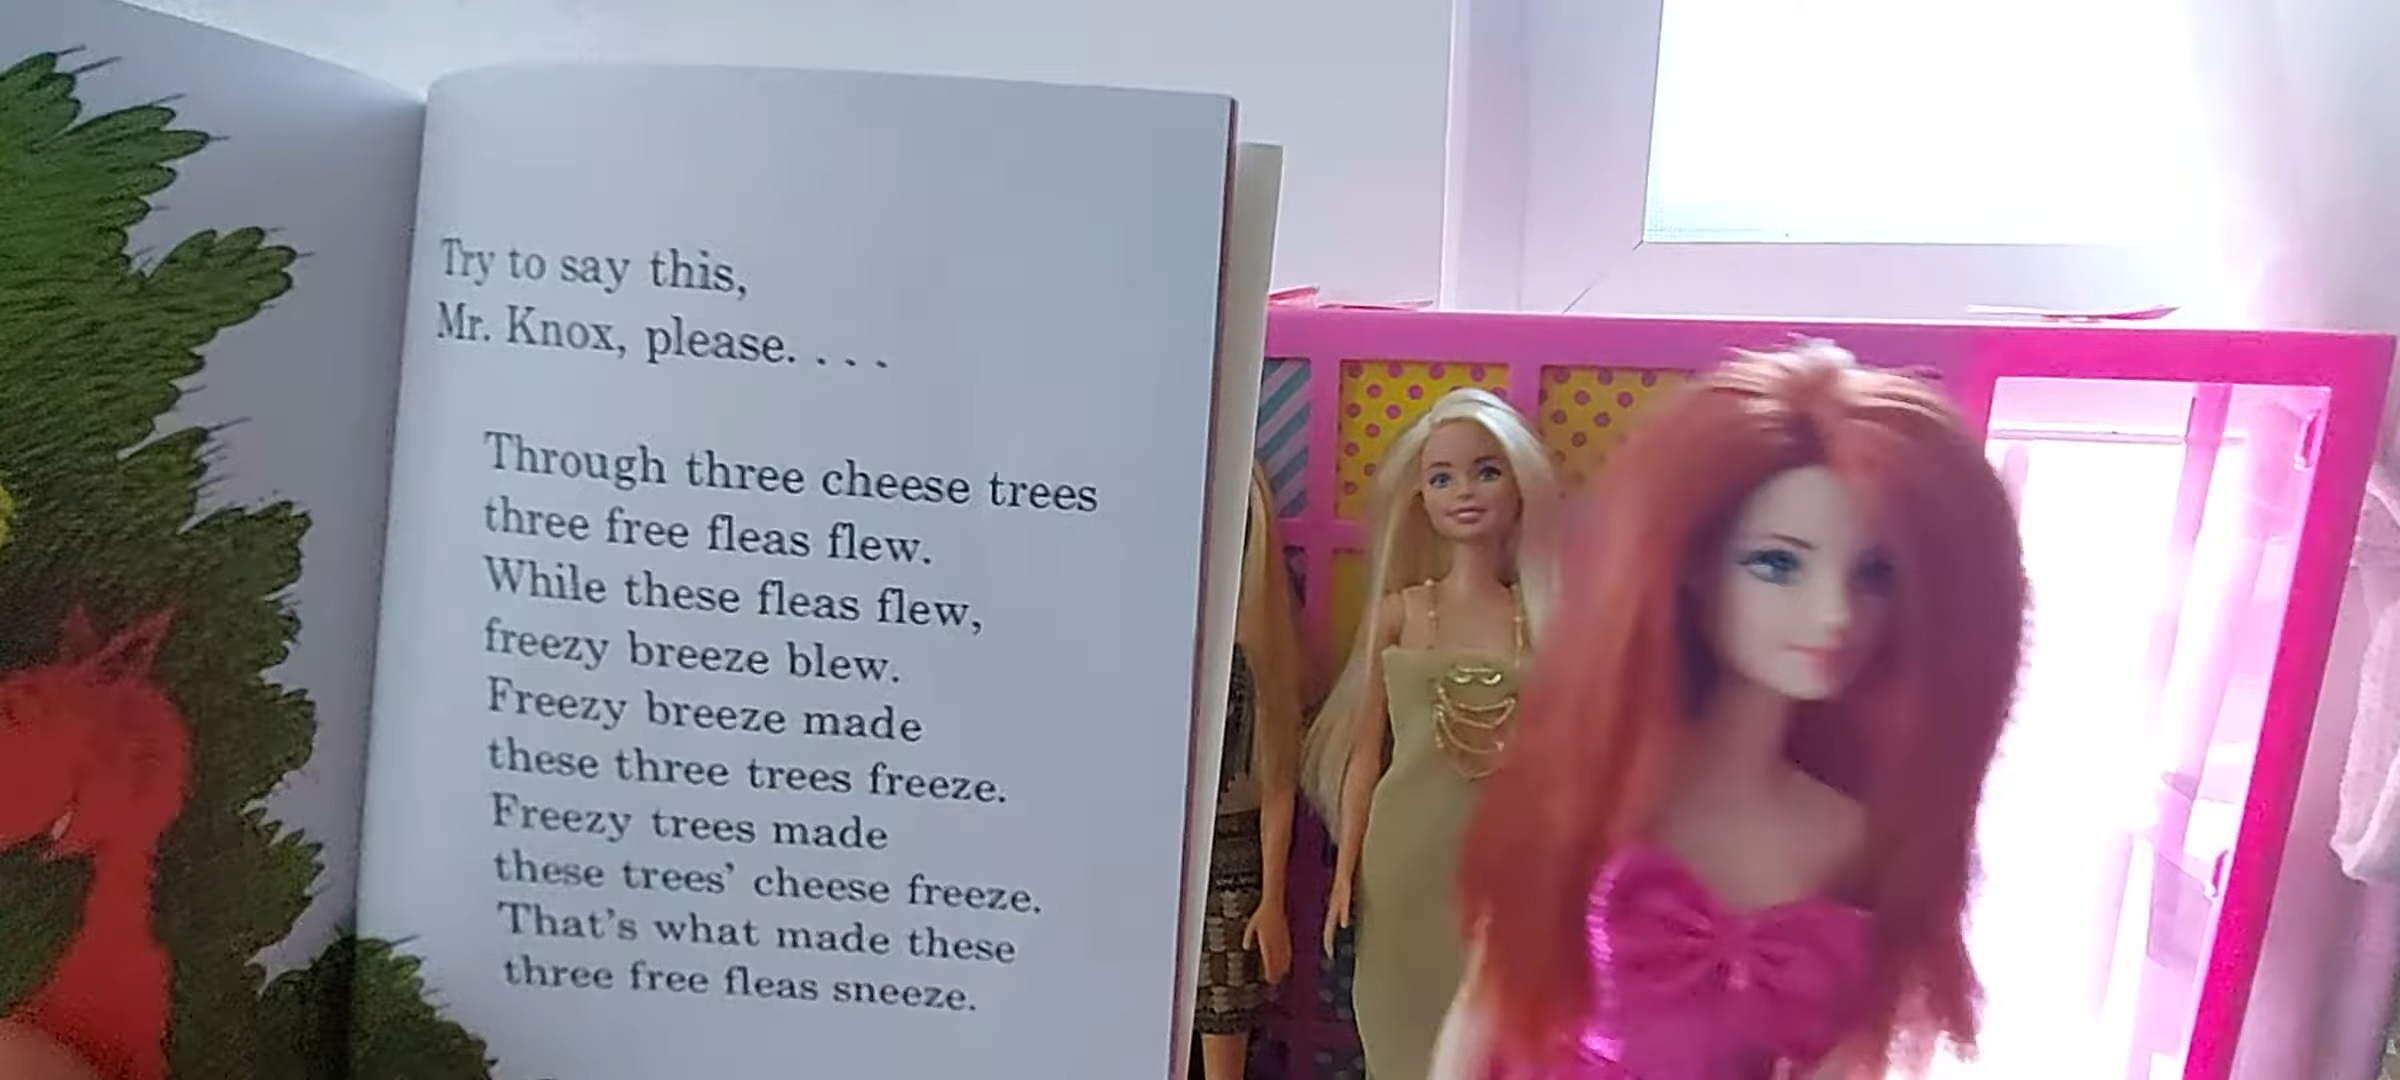 Try to say this,
Mr. Knox, please. . . .
Through three cheese trees
three free fleas flew.
While these fleas flew,
freezy breeze blew.
Freezy breeze made
these three trees freeze.
Freezy trees made
these trees' cheese freeze.
That's what made these
three free fleas sneeze.